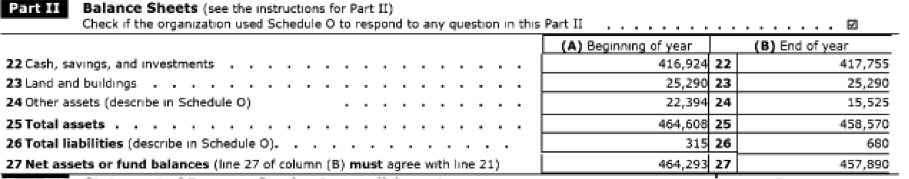 Part II Balance Sheets (see the instructions for Part II)
Check if the organization used Schedule O to respond to any question in this Part II . . . . . . . . . . . . . . . . ☑
(A) Beginning of year (B) End of year
22 Cash, savings, and investments . . . . . . . . . . . . . 416,924 22 417,755
23 Land and buildings . . . . . . . . . . . . . . . . 25,290 23 25,290
24 Other assets (describe in Schedule O) . . . . . . . . . 22,394 24 15,525
25 Total assets . . . . . . . . . . . . . . . . . . 464,608 25 458,570
26 Total liabilities (describe in Schedule O). . . . . . . . . . . . 315 26 680
27 Net assets or fund balances (line 27 of column (B) must agree with line 21) 464,293 27 457,890